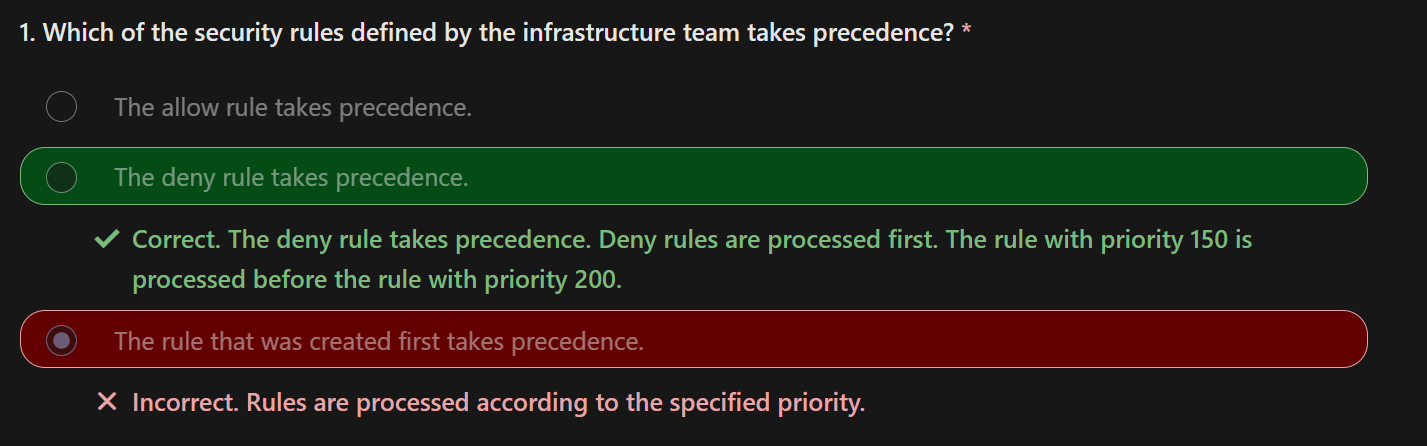 1. Which of the security rules defined by the infrastructure team takes precedence? *
The allow rule takes precedence.
The deny rule takes precedence.
Correct. The deny rule takes precedence. Deny rules are processed first. The rule with priority 150 is
processed before the rule with priority 200.
The rule that was created first takes precedence.
Incorrect. Rules are processed according to the specified priority.